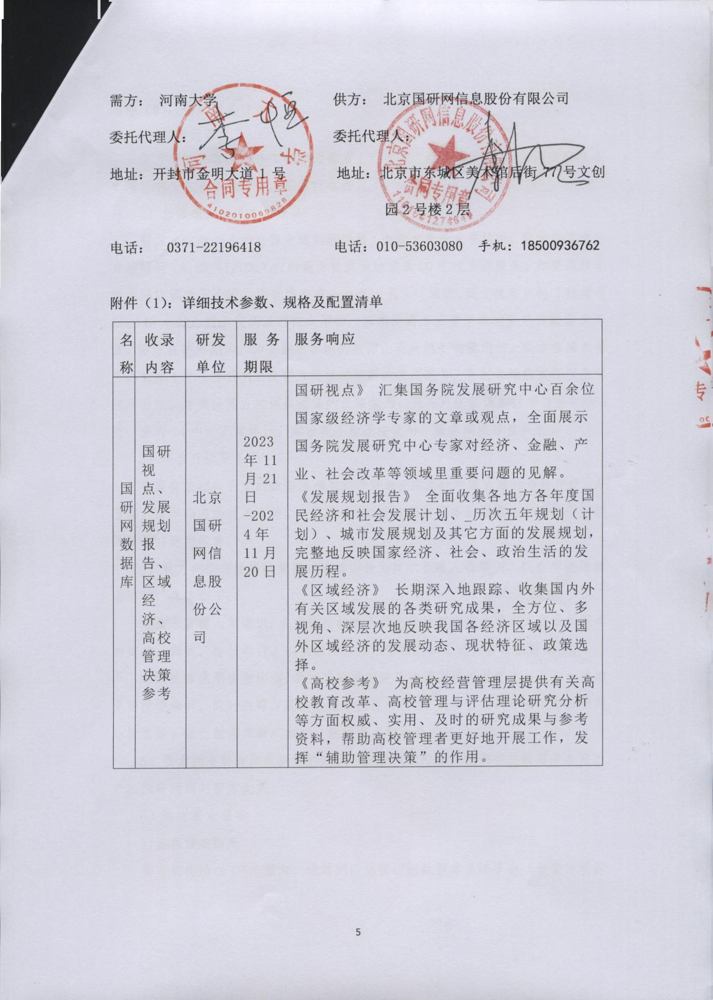 需方： 河南大学
供方： 北京国研网信息股份有限公司
委托代理人：
委托代理人：
地址：开封市金明大道 1 号
地址：北京市东城区美术馆后街 77 号文创
园 2 号楼 2 层
河南大学
合同专用章
4102010069828
北京国研网信息股份有限公司
合同专用章
电话： 0371-22196418
电话：010-53603080 手机：18500936762
附件（1）：详细技术参数、规格及配置清单
名称
收录内容
研发单位
服 务期限
服务响应
国研网数据库
国研
视
点、
发展
规划
报
告、
区域
经
济、
高校
管理
决策
参考
北京
国研
网信
息股
份公
司
2023
年 11
月 21
日
-202
4 年
11 月
20 日
国研视点》 汇集国务院发展研究中心百余位
国家级经济学专家的文章或观点，全面展示
国务院发展研究中心专家对经济、金融、产
业、社会改革等领域里重要问题的见解。
《发展规划报告》 全面收集各地方各年度国
民经济和社会发展计划、_历次五年规划（计
划）、城市发展规划及其它方面的发展规划，
完整地反映国家经济、社会、政治生活的发
展历程。
《区域经济》 长期深入地跟踪、收集国内外
有关区域发展的各类研究成果，全方位、多
视角、深层次地反映我国各经济区域以及国
外区域经济的发展动态、现状特征、政策选
择。
《高校参考》 为高校经营管理层提供有关高
校教育改革、高校管理与评估理论研究分析
等方面权威、实用、及时的研究成果与参考
资料，帮助高校管理者更好地开展工作，发
挥“辅助管理决策”的作用。
专
5